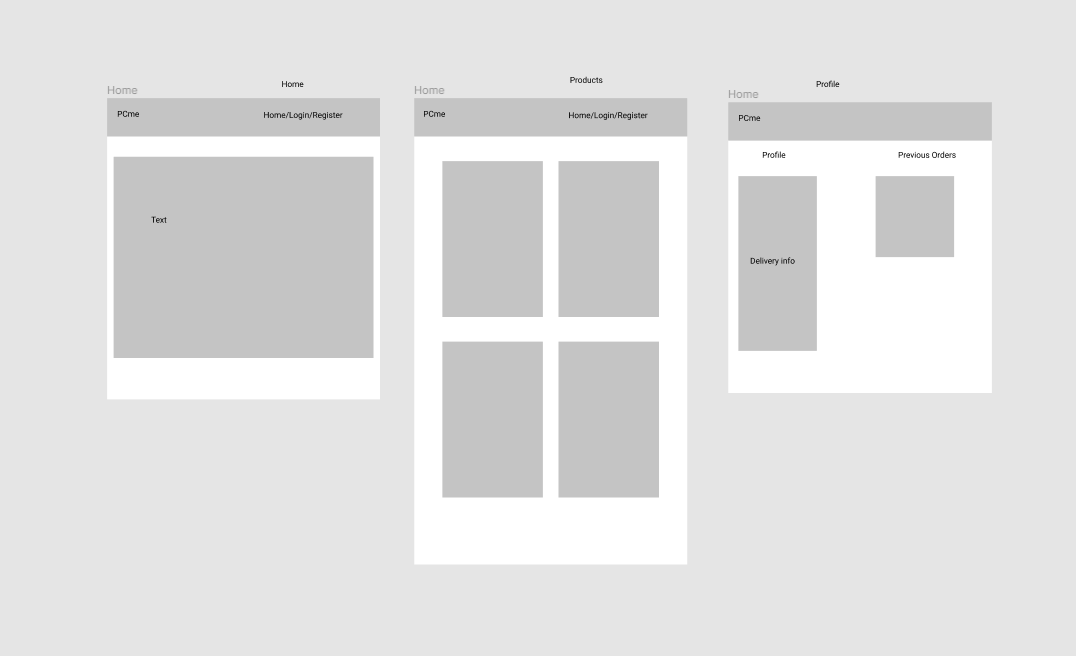 Home
Home
PCme
Home/Login/Register
Text
Products
Home
PCme
Home/Login/Register
Profile
Home
PCme
Profile
Previous Orders
Delivery info